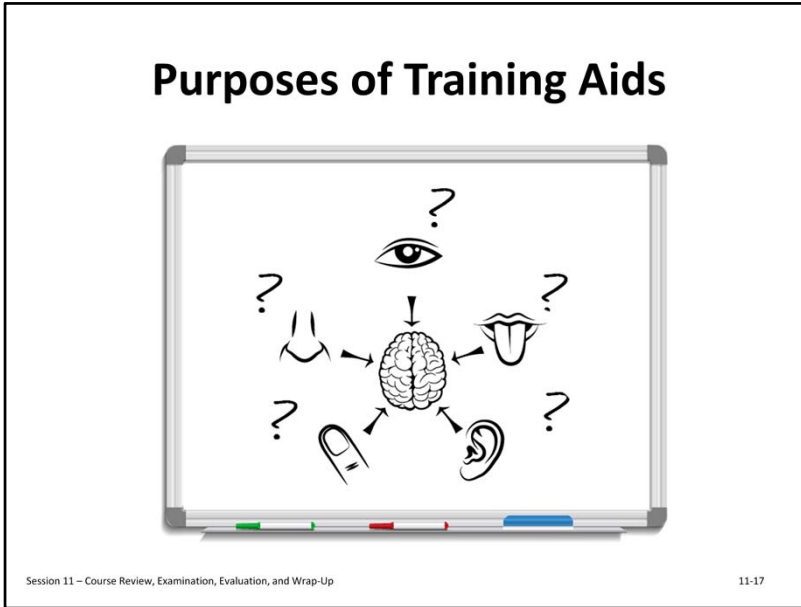 Purposes of Training Aids
?
? ?
? ?
Session 11 – Course Review, Examination, Evaluation, and Wrap-Up 11-17